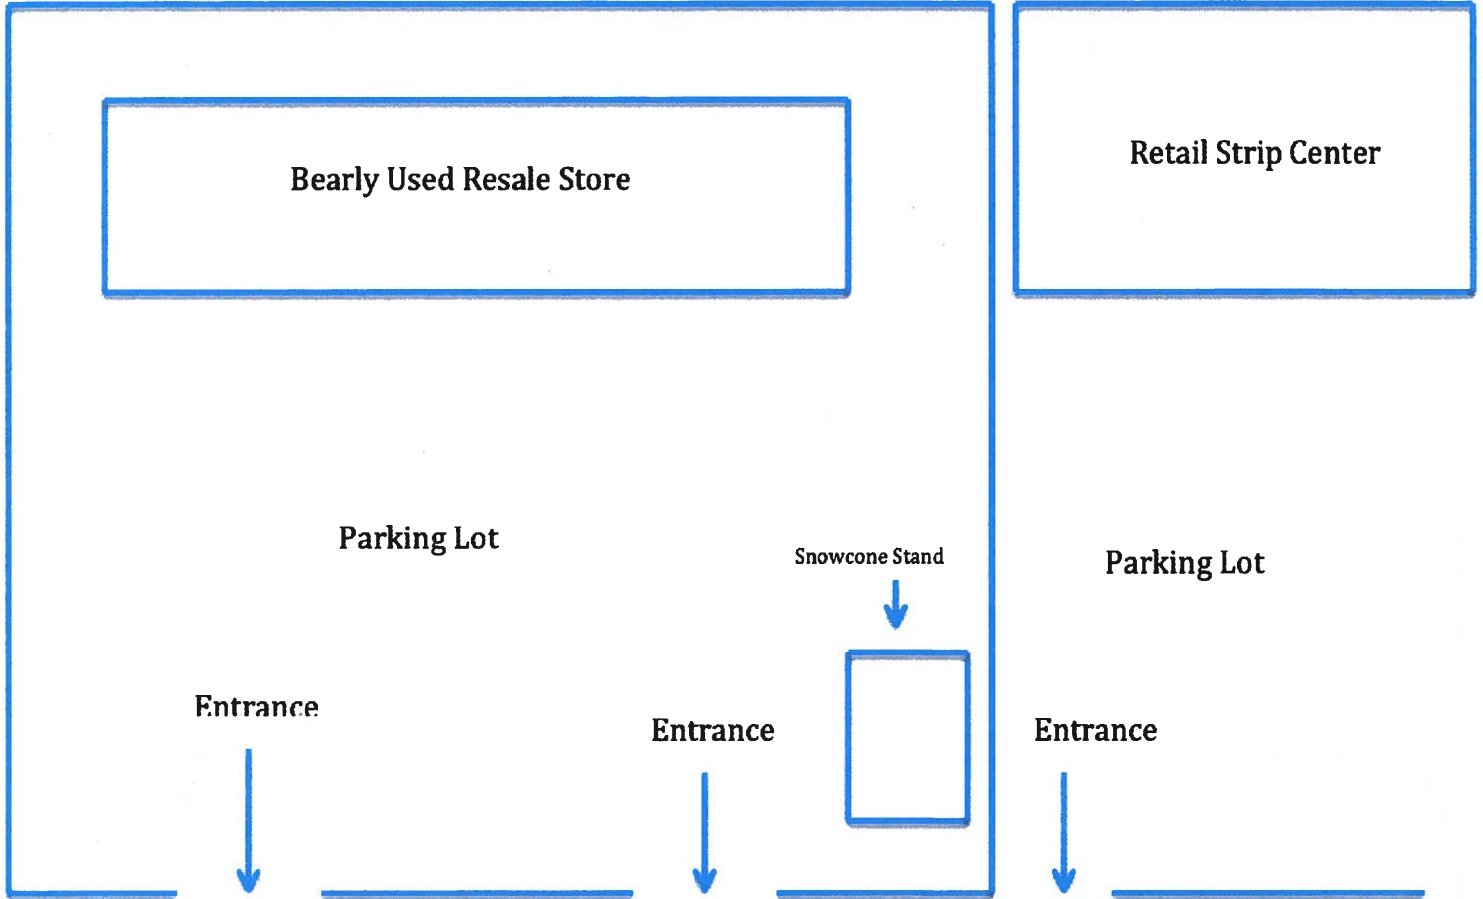 Bearly Used Resale Store
Retail Strip Center
Parking Lot
Snowcone Stand
Parking Lot
Entrance
Entrance
Entrance